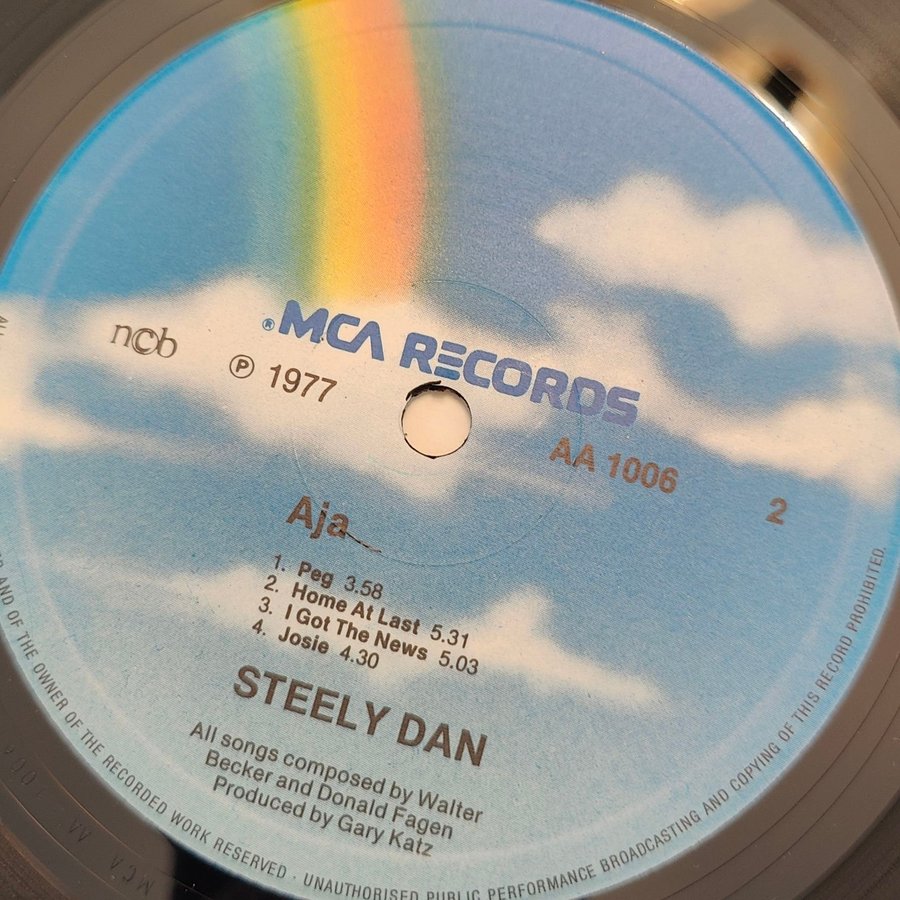 ® MCA RECORDS
ncb
℗ 1977
AA 1006
2
Aja
1. Peg 3.58
2. Home At Last 5.31
3. I Got The News 5.03
4. Josie 4.30
STEELY DAN
All songs composed by Walter
Becker and Donald Fagen
Produced by Gary Katz
AND OF THE OWNER OF THE RECORDED WORK RESERVED · UNAUTHORISED PUBLIC PERFORMANCE BROADCASTING AND COPYING OF THIS RECORD PROHIBITED.
MCA